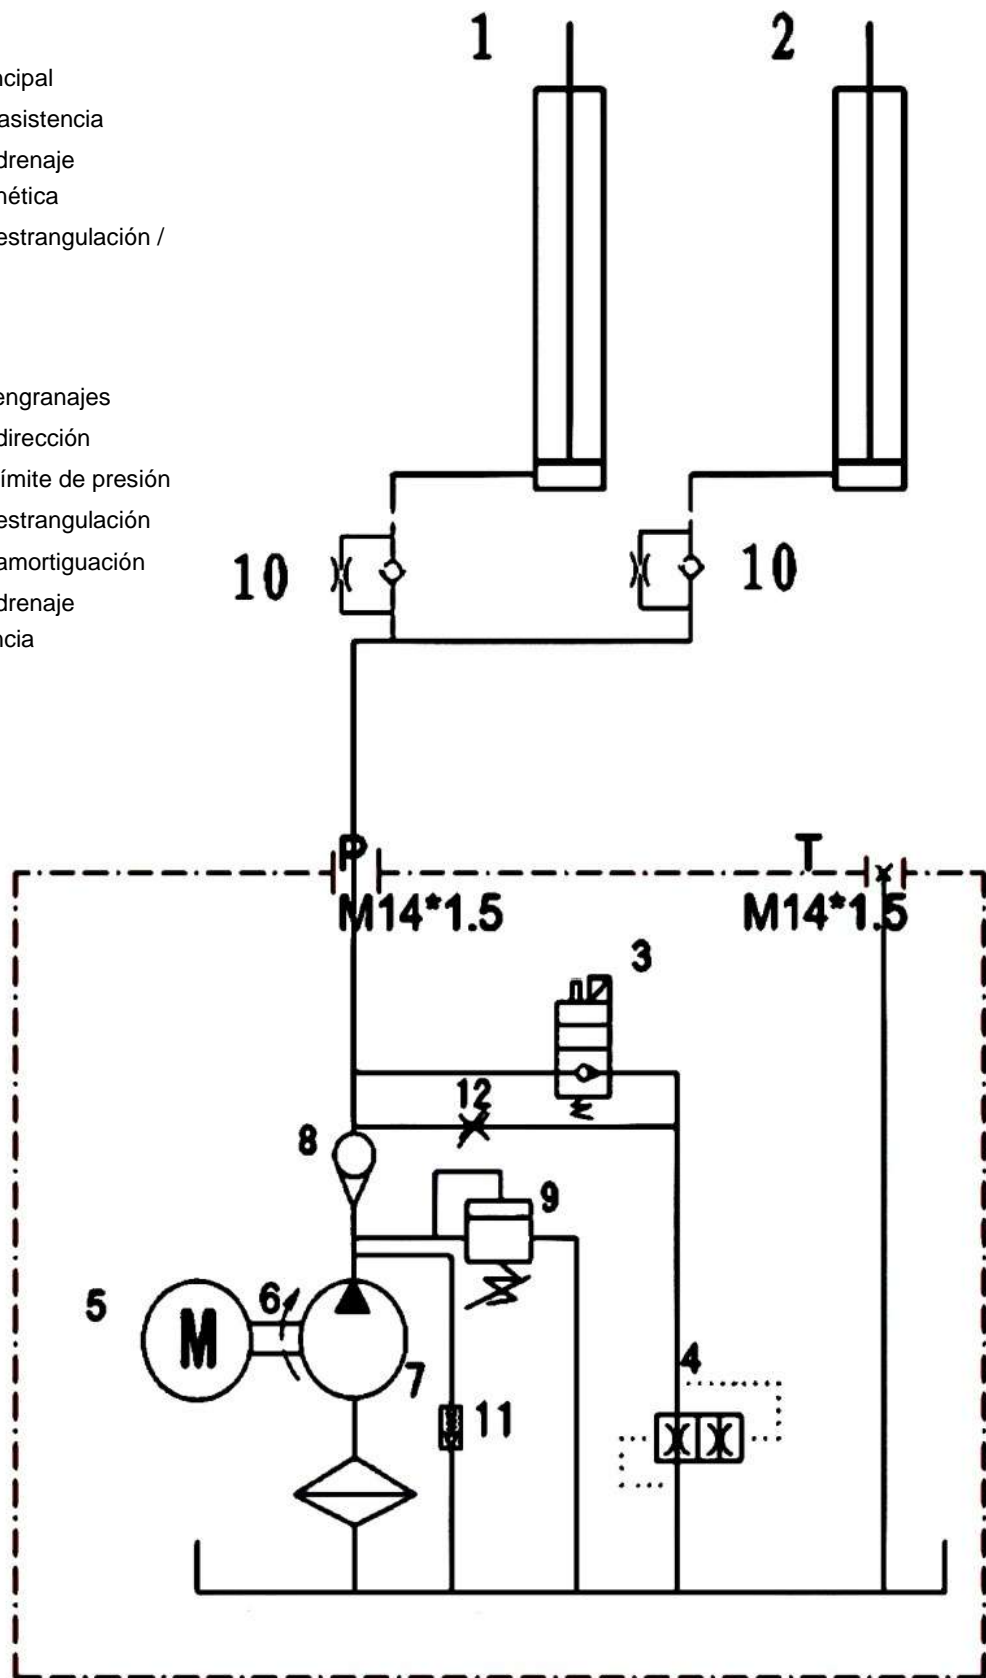 1 2
ncipal
asistencia
drenaje
nética
estrangulación /
engranajes
dirección
ímite de presión
estrangulación
amortiguación
drenaje
ncia
10 10
P T
M14*1.5 M14*1.5
3
12
8
9
5 6
M
7
4
11